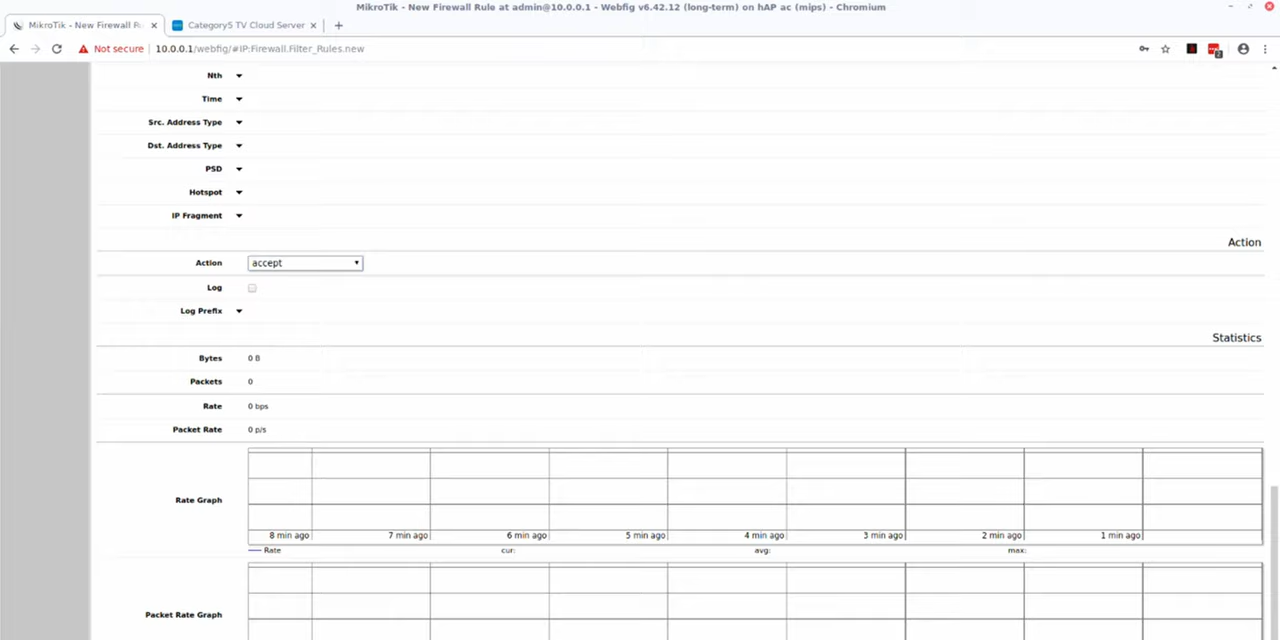 MikroTik - New Firewall Rule at admin@10.0.0.1 - Webfig v6.42.12 (long-term) on hAP ac (mips) - Chromium
MikroTik - New Firewall Ru
Category5 TV Cloud Server
Not secure
10.0.0.1/webfig/#IP:Firewall.Filter_Rules.new
Nth
Time
Src. Address Type
Dst. Address Type
PSD
Hotspot
IP Fragment
Action
Action accept
Log
Log Prefix
Statistics
Bytes 0 B
Packets 0
Rate 0 bps
Packet Rate 0 p/s
Rate Graph
8 min ago 7 min ago 6 min ago 5 min ago 4 min ago 3 min ago 2 min ago 1 min ago
Rate cur: avg: max:
Packet Rate Graph